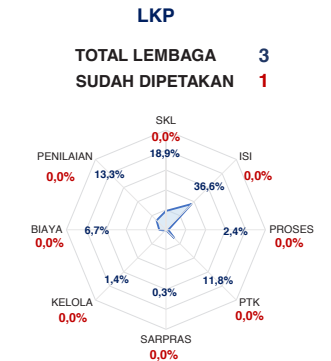 LKP
TOTAL LEMBAGA 3
SUDAH DIPETAKAN 1
SKL
0,0%
18,9%
PENILAIAN
0,0%
13,3%
ISI
0,0%
36,6%
BIAYA
0,0%
6,7%
PROSES
0,0%
2,4%
KELOLA
0,0%
1,4%
PTK
0,0%
11,8%
0,3%
SARPRAS
0,0%